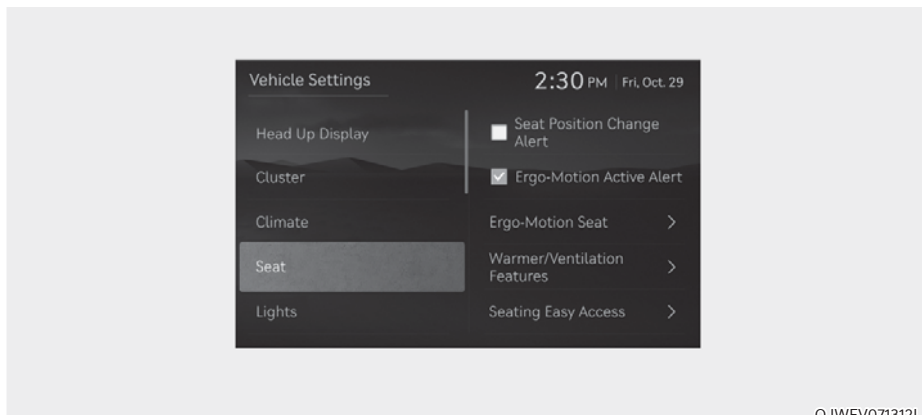 Vehicle Settings
2:30 PM Fri, Oct. 29
Head Up Display
Cluster
Climate
Seat
Lights
Seat Position Change
Alert
Ergo-Motion Active Alert
Ergo-Motion Seat
Warmer/Ventilation
Features
Seating Easy Access